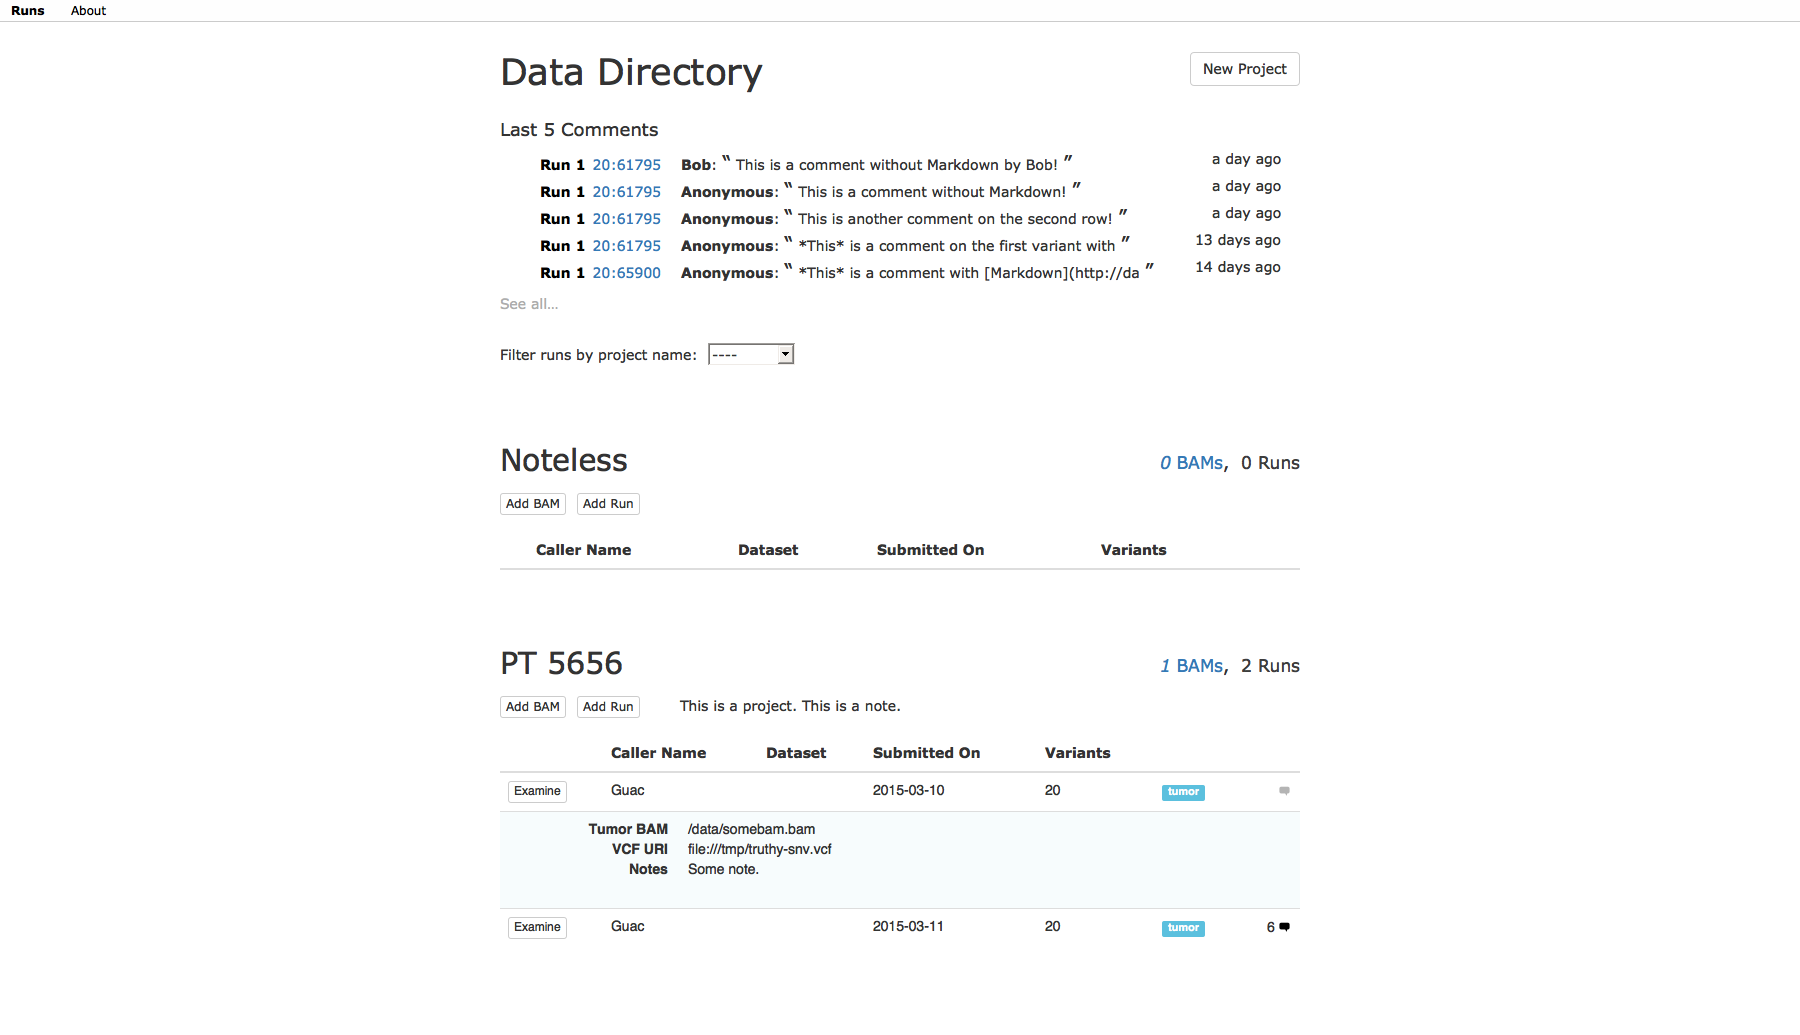 Runs About
Data Directory
New Project
Last 5 Comments
Run 1 20:61795 Bob: “ This is a comment without Markdown by Bob! ” a day ago
Run 1 20:61795 Anonymous: “ This is a comment without Markdown! ” a day ago
Run 1 20:61795 Anonymous: “ This is another comment on the second row! ” a day ago
Run 1 20:61795 Anonymous: “ *This* is a comment on the first variant with ” 13 days ago
Run 1 20:65900 Anonymous: “ *This* is a comment with [Markdown](http://da ” 14 days ago
See all...
Filter runs by project name: ----
Noteless
0 BAMs, 0 Runs
Add BAM Add Run
Caller Name Dataset Submitted On Variants
PT 5656
1 BAMs, 2 Runs
Add BAM Add Run This is a project. This is a note.
Caller Name Dataset Submitted On Variants
Examine Guac 2015-03-10 20 tumor
Tumor BAM /data/somebam.bam
VCF URI file:///tmp/truthy-snv.vcf
Notes Some note.
Examine Guac 2015-03-11 20 tumor 6